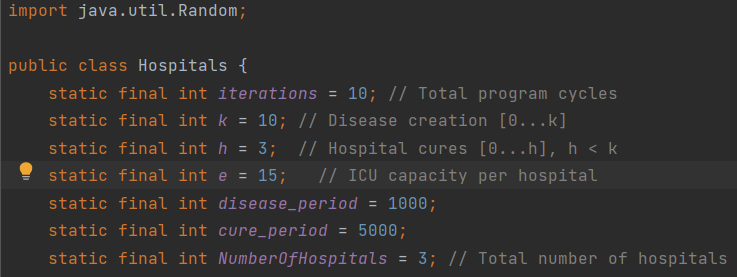 import java.util.Random;
public class Hospitals {
static final int iterations = 10; // Total program cycles
static final int k = 10; // Disease creation [0...k]
static final int h = 3;  // Hospital cures [0...h], h < k
static final int e = 15;   // ICU capacity per hospital
static final int disease_period = 1000;
static final int cure_period = 5000;
static final int NumberOfHospitals = 3; // Total number of hospitals